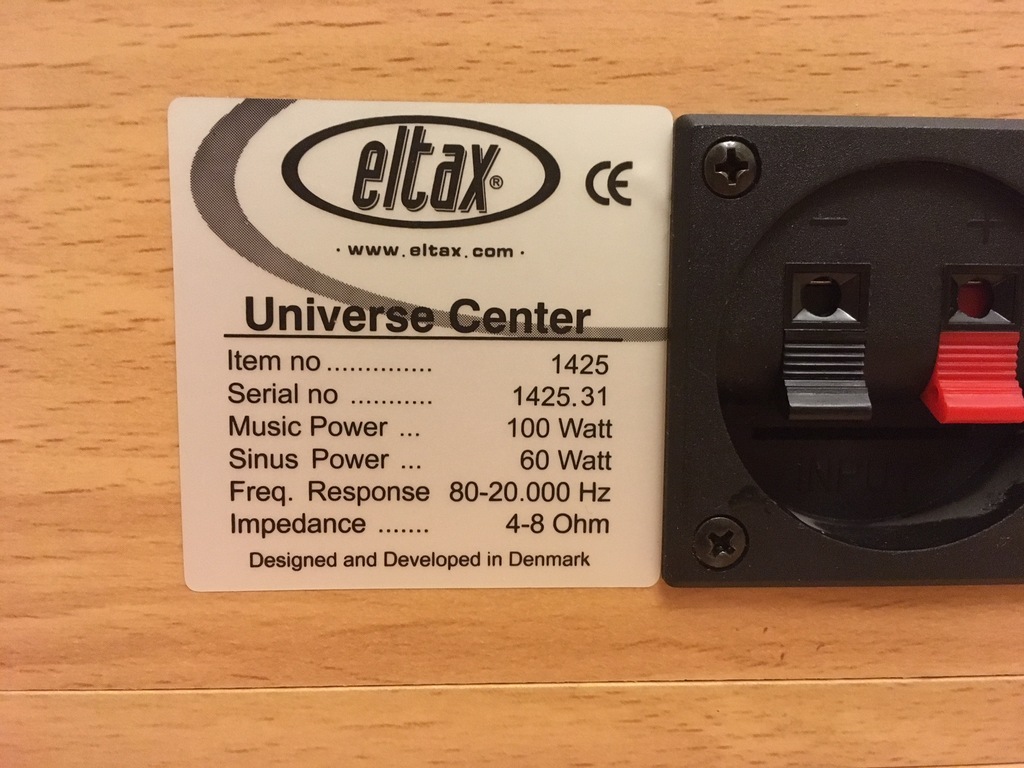 eltax®
· www.eltax.com ·
CE
Universe Center
Item no .............. 1425
Serial no ........... 1425.31
Music Power ... 100 Watt
Sinus Power ... 60 Watt
Freq. Response 80-20.000 Hz
Impedance ....... 4-8 Ohm
Designed and Developed in Denmark
− +
INPUT